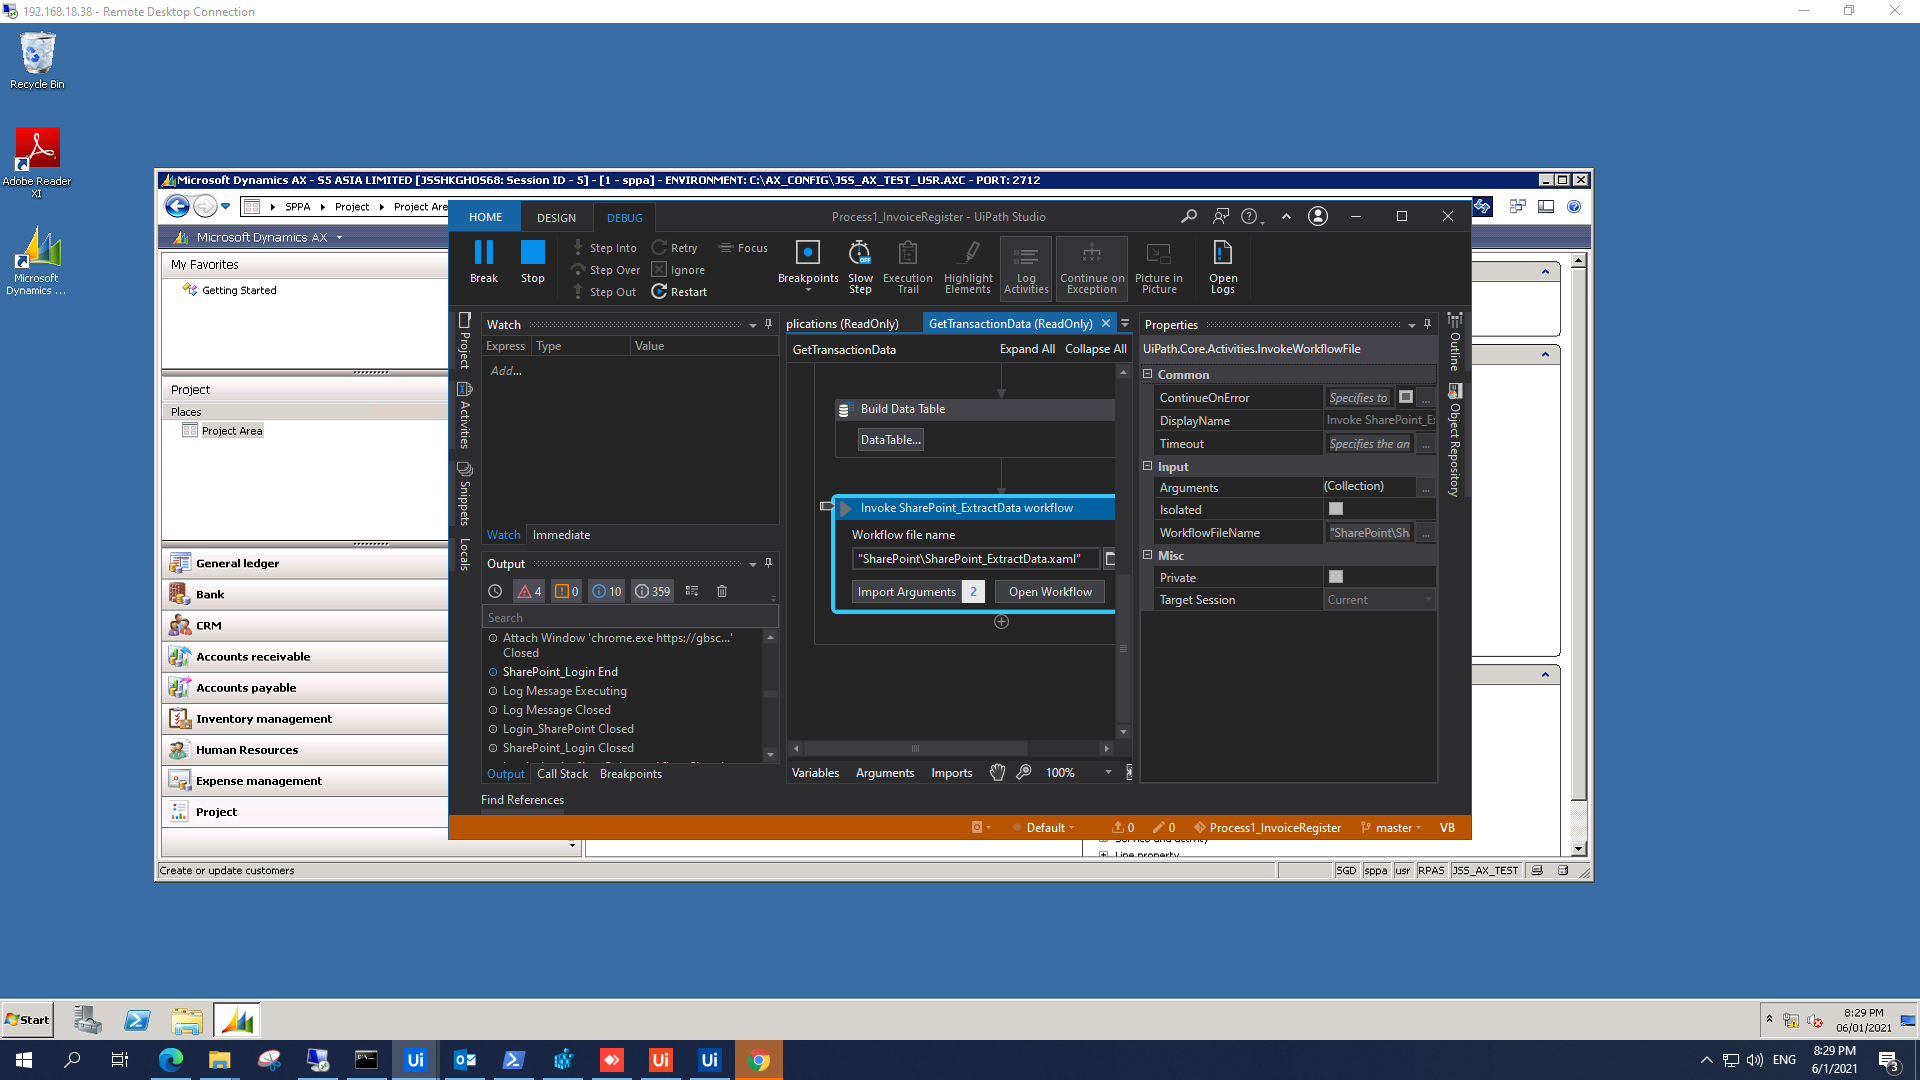 192.168.18.38 - Remote Desktop Connection
Recycle Bin
Adobe Reader
XI
Microsoft
Dynamics ...
Microsoft Dynamics AX - S5 ASIA LIMITED [JSSHKGHOS68: Session ID - 5] - [1 - sppa] - ENVIRONMENT: C:\AX_CONFIG\JSS_AX_TEST_USR.AXC - PORT: 2712
SPPA
Project
Project Are
Microsoft Dynamics AX
My Favorites
Getting Started
Project
Places
Project Area
General ledger
Bank
CRM
Accounts receivable
Accounts payable
Inventory management
Human Resources
Expense management
Project
Create or update customers
SGD
sppa
usr
RPAS
JSS_AX_TEST
HOME
DESIGN
DEBUG
Process1_InvoiceRegister - UiPath Studio
Break
Stop
Step Into
Step Over
Step Out
Retry
Ignore
Restart
Focus
Breakpoints
Slow
Step
OFF
Execution
Trail
Highlight
Elements
Log
Activities
Continue on
Exception
Picture in
Picture
Open
Logs
Project
Activities
Snippets
Locals
Watch
Express
Type
Value
Add...
Watch
Immediate
Output
4
0
10
359
Search
Attach Window 'chrome.exe https://gbsc...'
Closed
SharePoint_Login End
Log Message Executing
Log Message Closed
Login_SharePoint Closed
SharePoint_Login Closed
Output
Call Stack
Breakpoints
Find References
plications (ReadOnly)
GetTransactionData (ReadOnly)
GetTransactionData
Expand All
Collapse All
Build Data Table
DataTable...
Invoke SharePoint_ExtractData workflow
Workflow file name
"SharePoint\SharePoint_ExtractData.xaml"
Import Arguments
2
Open Workflow
Variables
Arguments
Imports
100%
Properties
UiPath.Core.Activities.InvokeWorkflowFile
Common
ContinueOnError
Specifies to
...
DisplayName
Invoke SharePoint_E
Timeout
Specifies the an
...
Input
Arguments
(Collection)
...
Isolated
WorkflowFileName
"SharePoint\Sh
...
Misc
Private
Target Session
Current
Outline
Object Repository
Default
0
0
Process1_InvoiceRegister
master
VB
Line property
Start
8:29 PM
06/01/2021
Ui
Ui
Ui
ENG
8:29 PM
6/1/2021
3